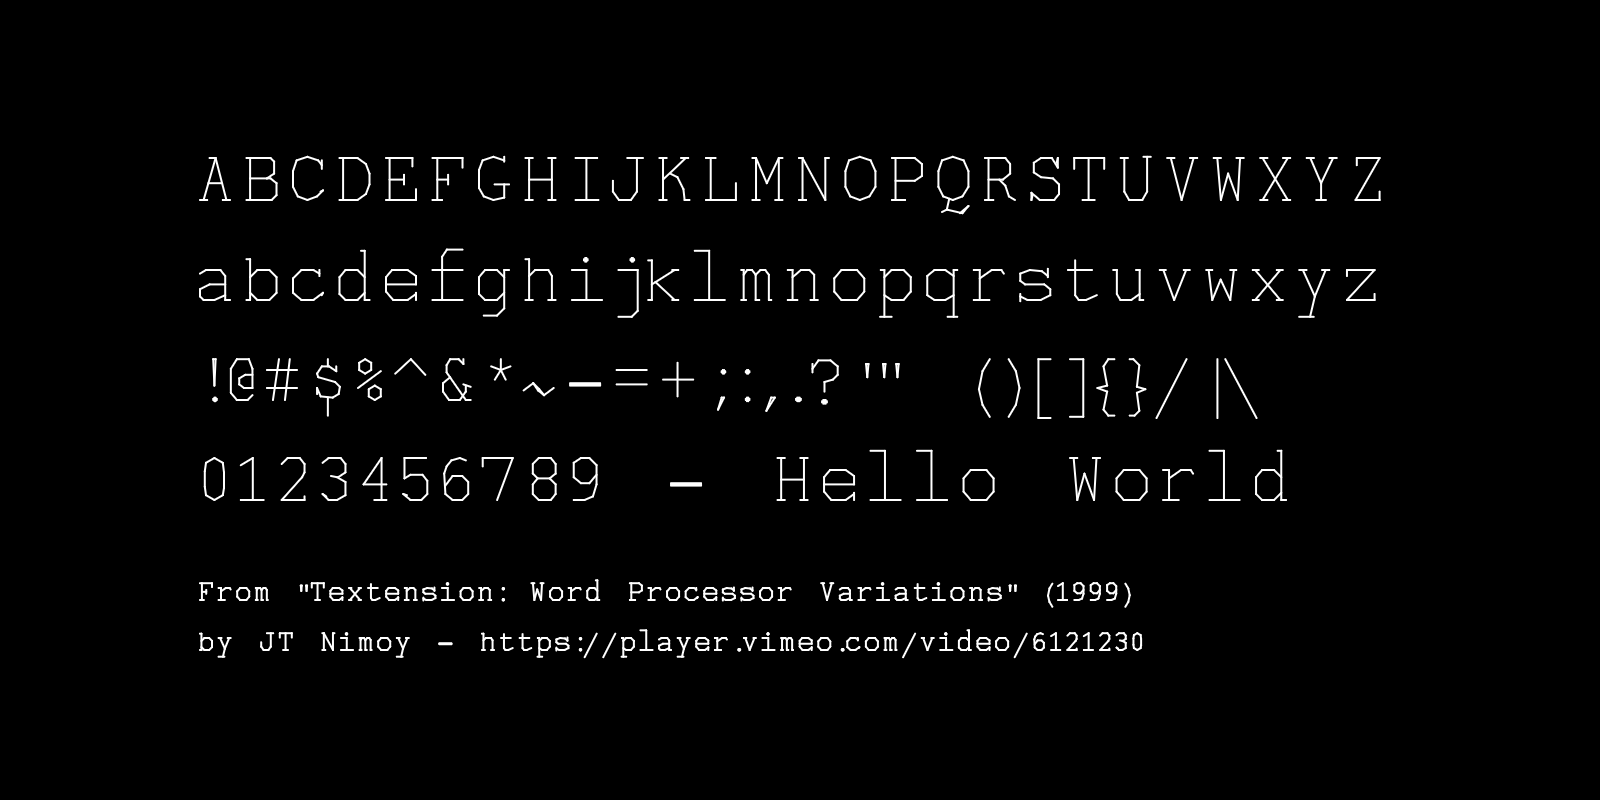 ABCDEFGHIJKLMNOPQRSTUVWXYZ
abcdefghijklmnopqrstuvwxyz
!@#$%^&*~-=+;:,.?'" ()[]{}/|\
0123456789 - Hello World
From "Textension: Word Processor Variations" (1999)
by JT Nimoy - https://player.vimeo.com/video/6121230